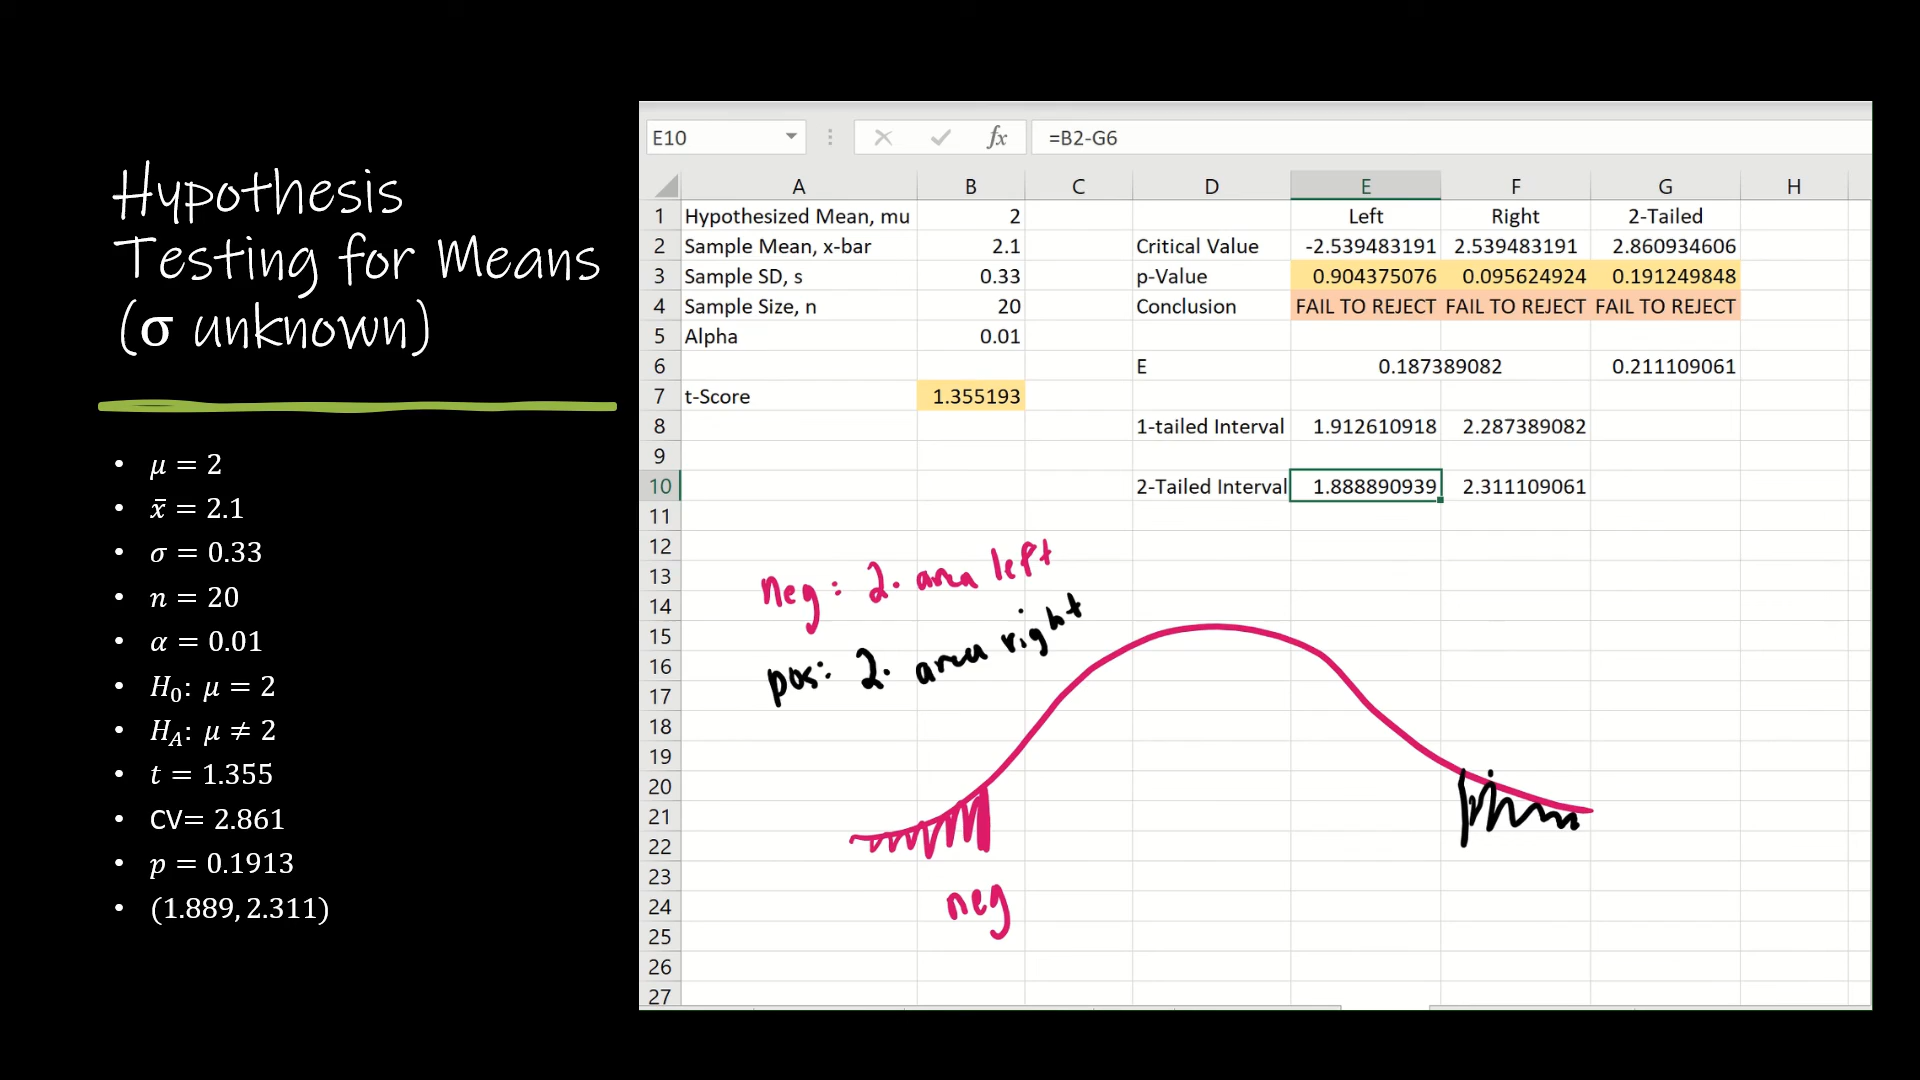 Hypothesis
Testing for Means
(σ unknown)
• μ = 2
• x̄ = 2.1
• σ = 0.33
• n = 20
• α = 0.01
• H₀: μ = 2
• H_A: μ ≠ 2
• t = 1.355
• CV= 2.861
• p = 0.1913
• (1.889, 2.311)
E10 fx =B2-G6
A B C D E F G H
1 Hypothesized Mean, mu 2 Left Right 2-Tailed
2 Sample Mean, x-bar 2.1 Critical Value -2.539483191 2.539483191 2.860934606
3 Sample SD, s 0.33 p-Value 0.904375076 0.095624924 0.191249848
4 Sample Size, n 20 Conclusion FAIL TO REJECT FAIL TO REJECT FAIL TO REJECT
5 Alpha 0.01
6 E 0.187389082 0.211109061
7 t-Score 1.355193
8 1-tailed Interval 1.912610918 2.287389082
9
10 2-Tailed Interval 1.888890939 2.311109061
11
12
13
14
15
16
17
18
19
20
21
22
23
24
25
26
27
neg: 2. area left
pos: 2. area right
neg